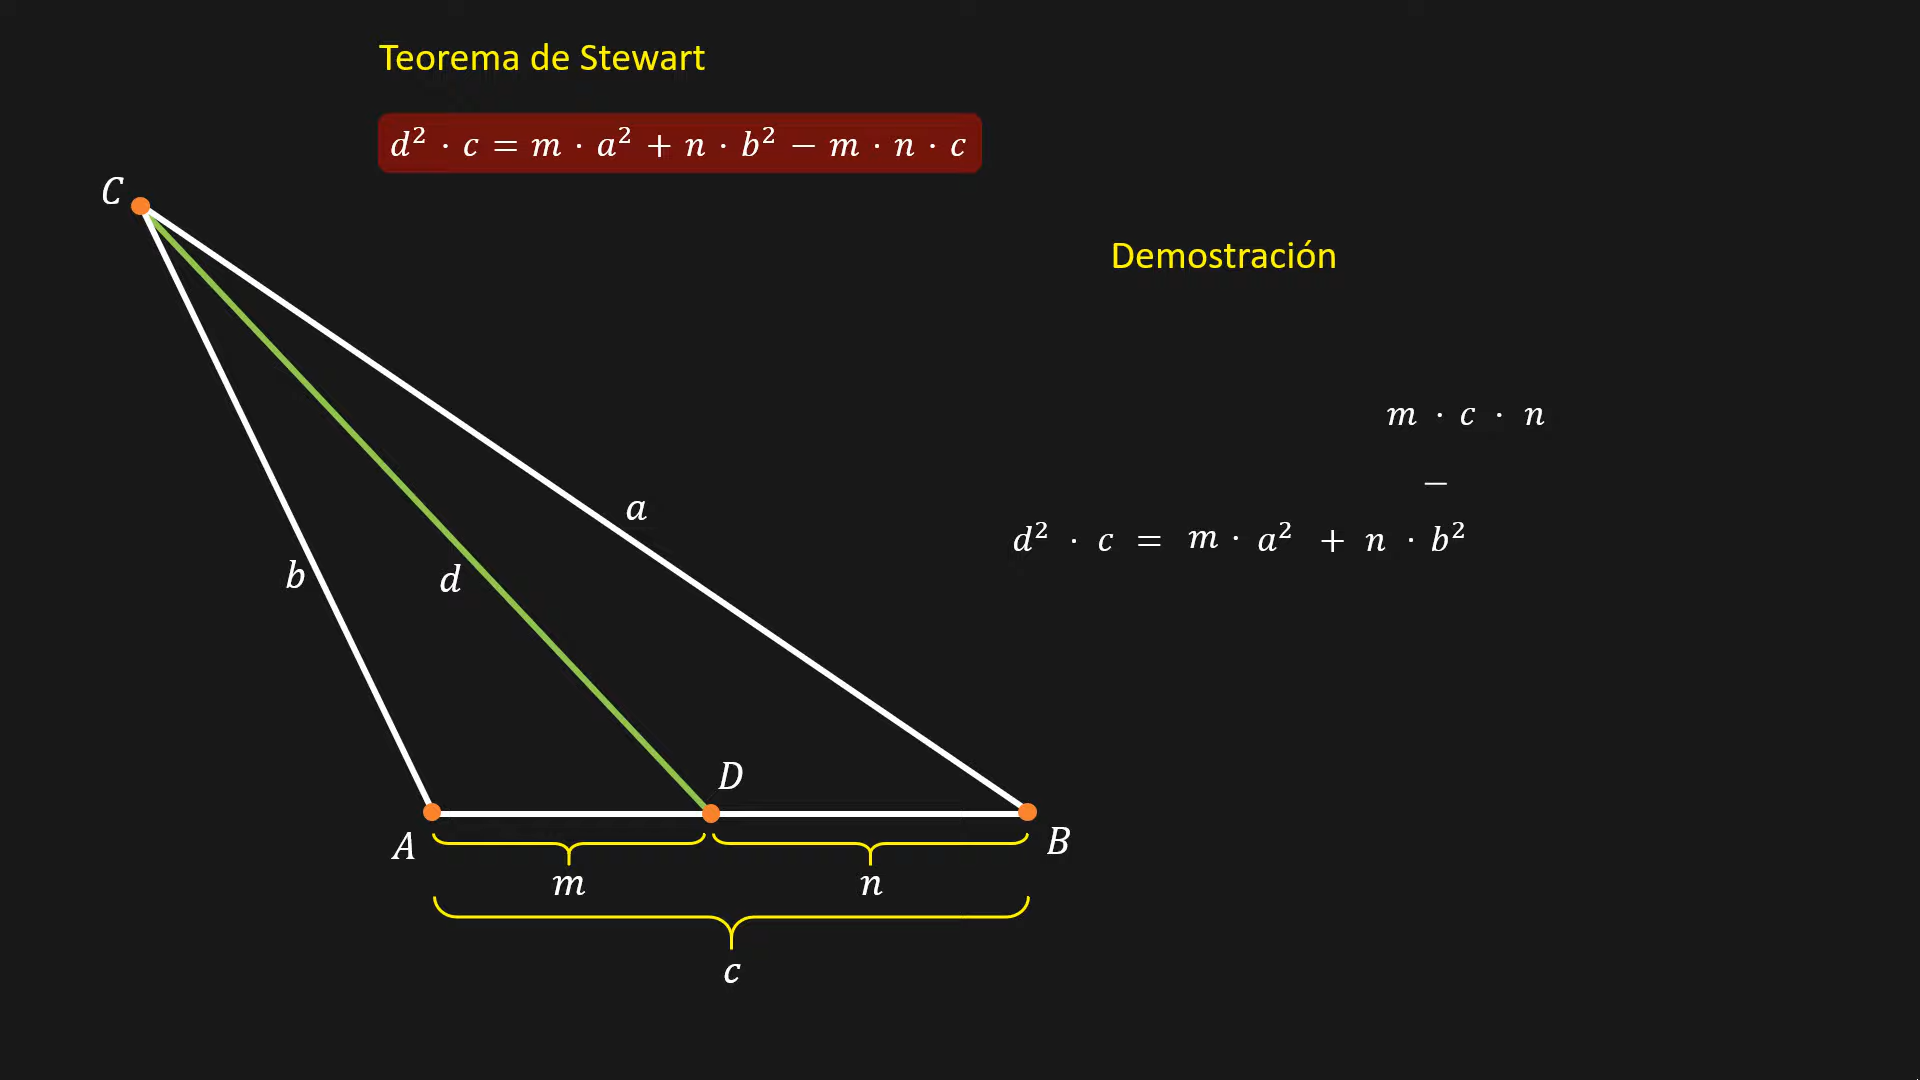 Teorema de Stewart
d² · c = m · a² + n · b² − m · n · c
C
Demostración
m · c · n
−
a
d² · c = m · a² + n · b²
b
d
D
A
B
m
n
c